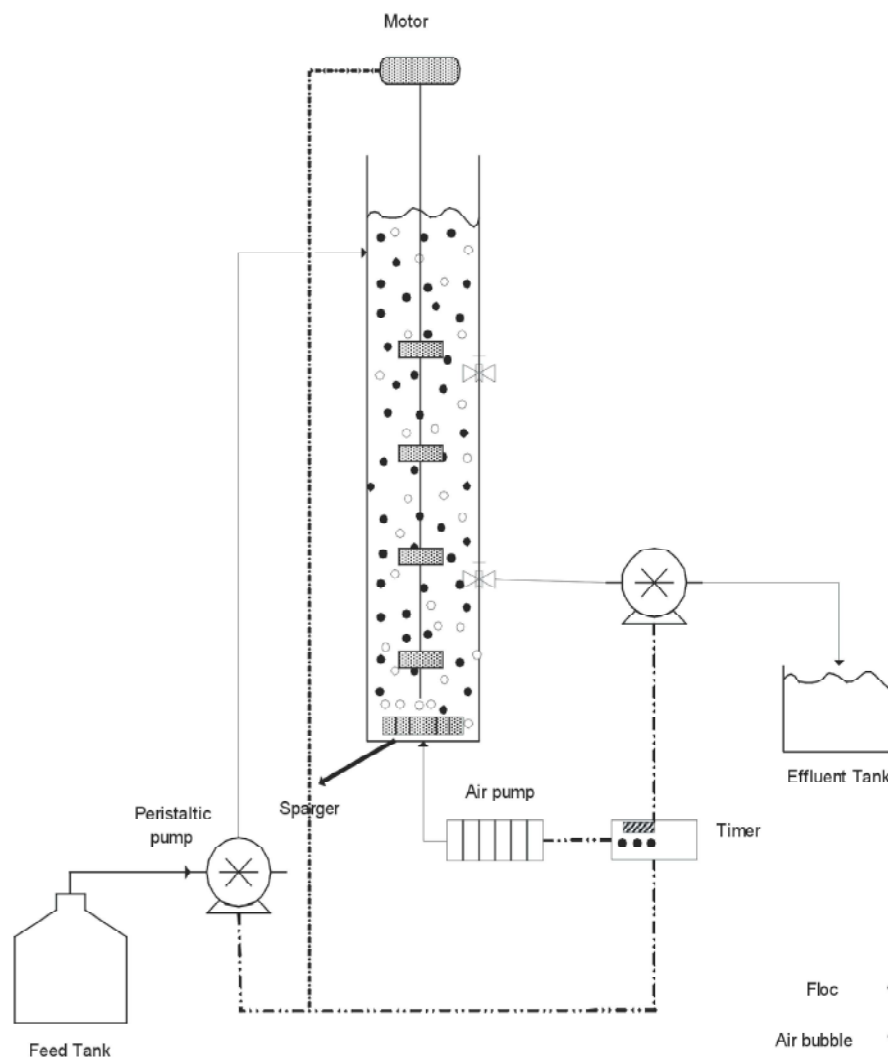 Motor
Sparger
Air pump
Peristaltic
pump
Timer
Effluent Tank
Feed Tank
Floc
Air bubble